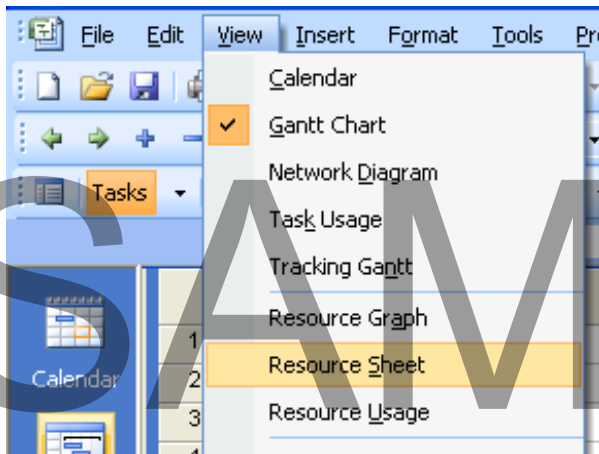 File Edit View Insert Format Tools
Calendar
Gantt Chart
Network Diagram
Tasks
Task Usage
Tracking Gantt
Resource Graph
1
Resource Sheet
Calendar
2
Resource Usage
3
SAM